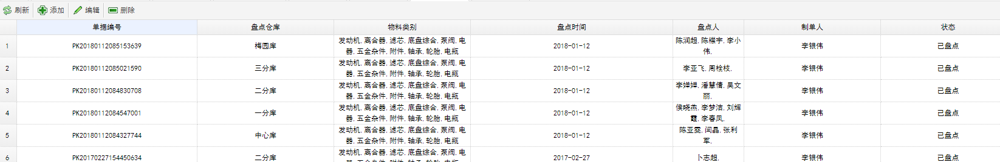 刷新 添加 编辑 删除
单据编号 盘点仓库 物料类别 盘点时间 盘点人 制单人 状态
1 PK20180112085153639 梅园库 发动机,离合器,滤芯,底盘综合,泵阀,电器,五金杂件,附件,轴承,轮胎,电瓶 2018-01-12 陈润超,陈襟宇,李小伟, 李银伟 已盘点
2 PK20180112085021590 三分库 发动机,离合器,滤芯,底盘综合,泵阀,电器,五金杂件,附件,轴承,轮胎,电瓶 2018-01-12 李亚飞,周栓枝, 李银伟 已盘点
3 PK20180112084830708 二分库 发动机,离合器,滤芯,底盘综合,泵阀,电器,五金杂件,附件,轴承,轮胎,电瓶 2018-01-12 李婵婵,潘慧倩,吴文丽, 李银伟 已盘点
4 PK20180112084547001 一分库 发动机,离合器,滤芯,底盘综合,泵阀,电器,五金杂件,附件,轴承,轮胎,电瓶 2018-01-12 侯晓燕,李梦洁,刘辉霞,李春凤, 李银伟 已盘点
5 PK20180112084327744 中心库 发动机,离合器,滤芯,底盘综合,泵阀,电器,五金杂件,附件,轴承,轮胎,电瓶 2018-01-12 陈亚雯,闫晶,张利军, 李银伟 已盘点
6 PK20170227154450634 二分库 发动机,离合器,滤芯,底盘综合,泵阀,电器,五金杂件,附件,轴承,轮胎,电瓶 2017-02-27 卜志超, 李银伟 已盘点